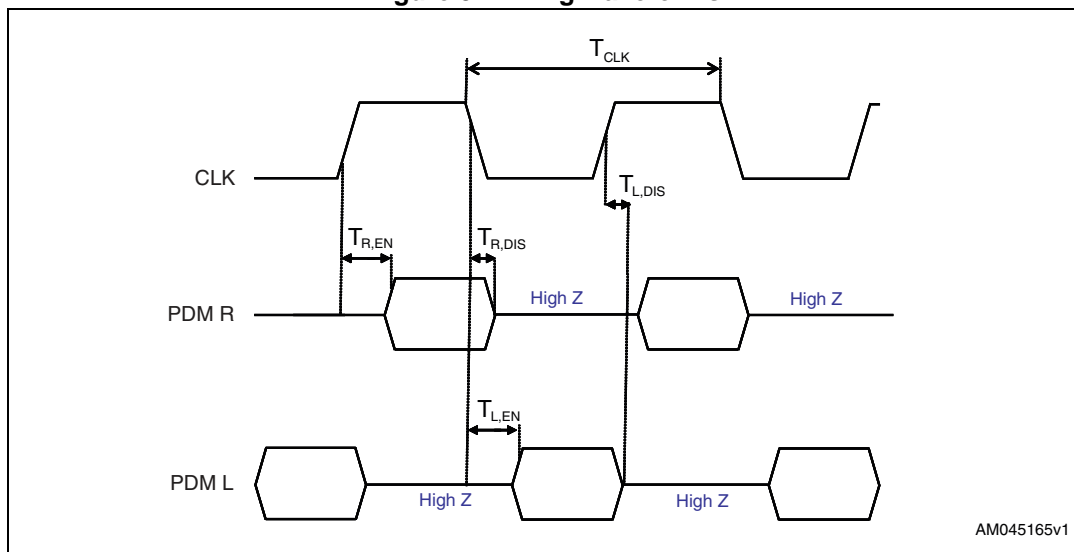 T_CLK
CLK
T_L,DIS
T_R,EN
T_R,DIS
High Z
High Z
PDM R
T_L,EN
PDM L
High Z
High Z
AM045165v1